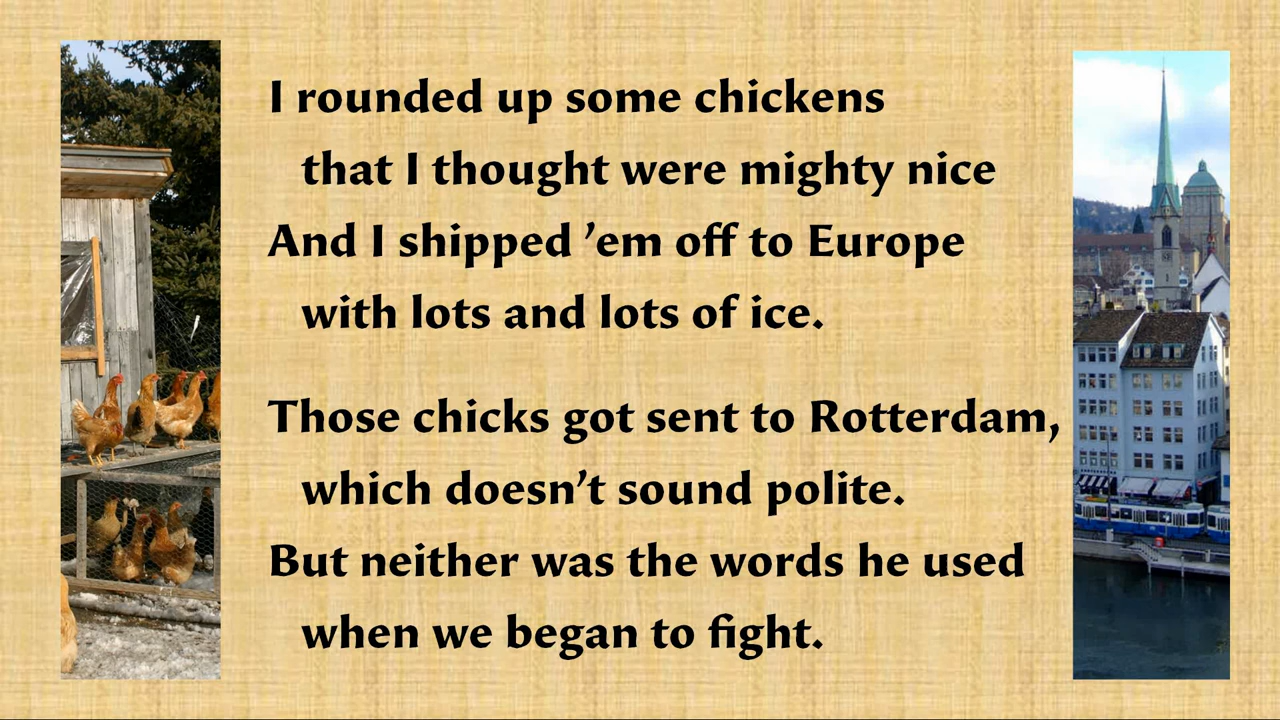 I rounded up some chickens
that I thought were mighty nice
And I shipped ’em off to Europe
with lots and lots of ice.
Those chicks got sent to Rotterdam,
which doesn’t sound polite.
But neither was the words he used
when we began to fight.